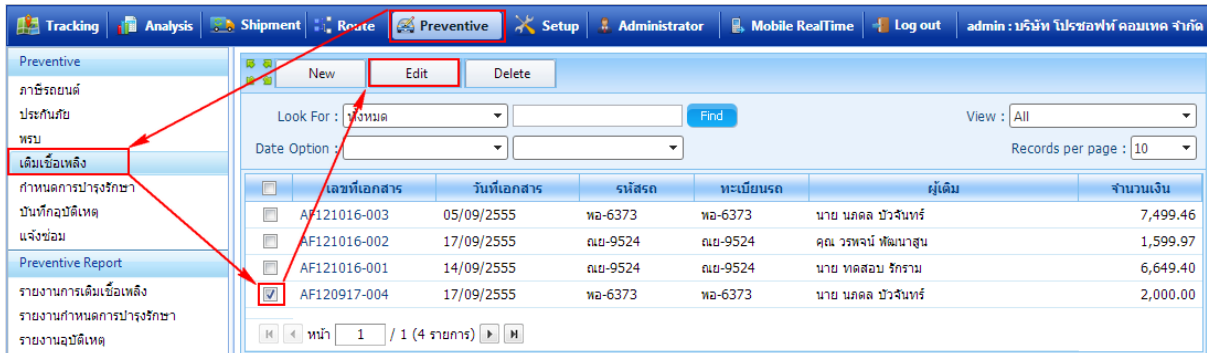 Tracking Analysis Shipment Route Preventive Setup Administrator Mobile RealTime Log out admin : บริษัท โปรซอฟท์ คอมเทค จำกัด
Preventive
ภาษีรถยนต์
ประกันภัย
พรบ
เติมเชื้อเพลิง
กำหนดการบำรุงรักษา
บันทึกอุบัติเหตุ
แจ้งซ่อม
Preventive Report
รายงานการเติมเชื้อเพลิง
รายงานกำหนดการบำรุงรักษา
รายงานอุบัติเหตุ
New Edit Delete
Look For : ทั้งหมด Find View : All
Date Option : Records per page : 10
เลขที่เอกสาร วันที่เอกสาร รหัสรถ ทะเบียนรถ ผู้เติม จำนวนเงิน
AF121016-003 05/09/2555 พอ-6373 พอ-6373 นาย นภดล บัวจันทร์ 7,499.46
AF121016-002 17/09/2555 ณย-9524 ณย-9524 คุณ วรพจน์ พัฒนาสูน 1,599.97
AF121016-001 14/09/2555 ณย-9524 ณย-9524 นาย ทดสอบ รักราม 6,649.40
AF120917-004 17/09/2555 พอ-6373 พอ-6373 นาย นภดล บัวจันทร์ 2,000.00
หน้า 1 / 1 (4 รายการ)